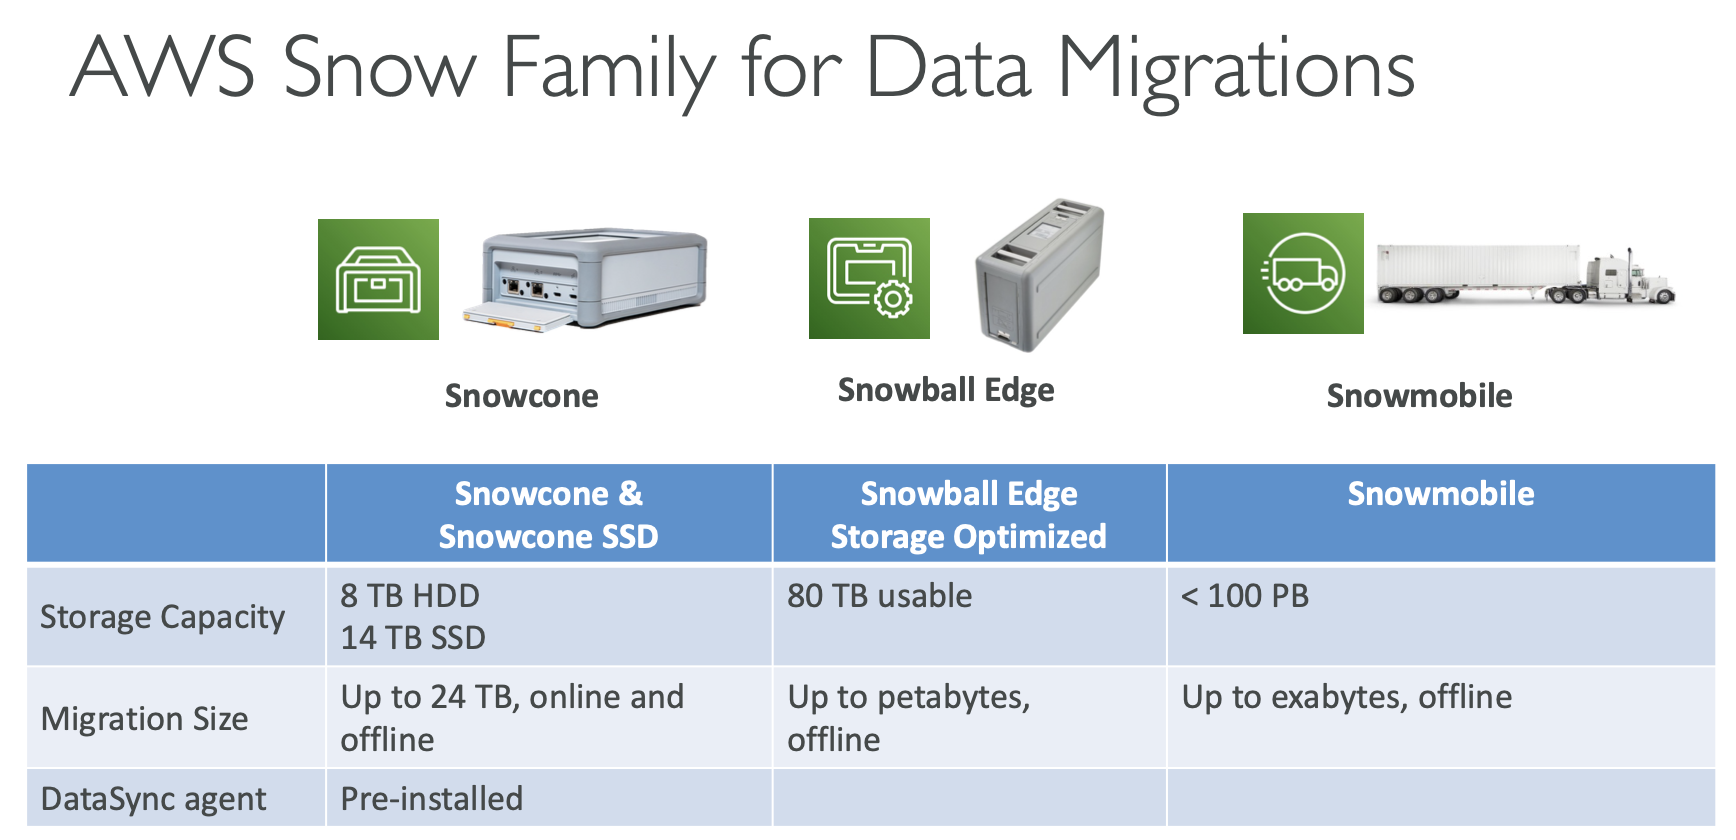 AWS Snow Family for Data Migrations
Snowcone
Snowball Edge
Snowmobile
Snowcone &
Snowcone SSD
Snowball Edge
Storage Optimized
Snowmobile
Storage Capacity
8 TB HDD
14 TB SSD
80 TB usable
< 100 PB
Migration Size
Up to 24 TB, online and
offline
Up to petabytes,
offline
Up to exabytes, offline
DataSync agent
Pre-installed